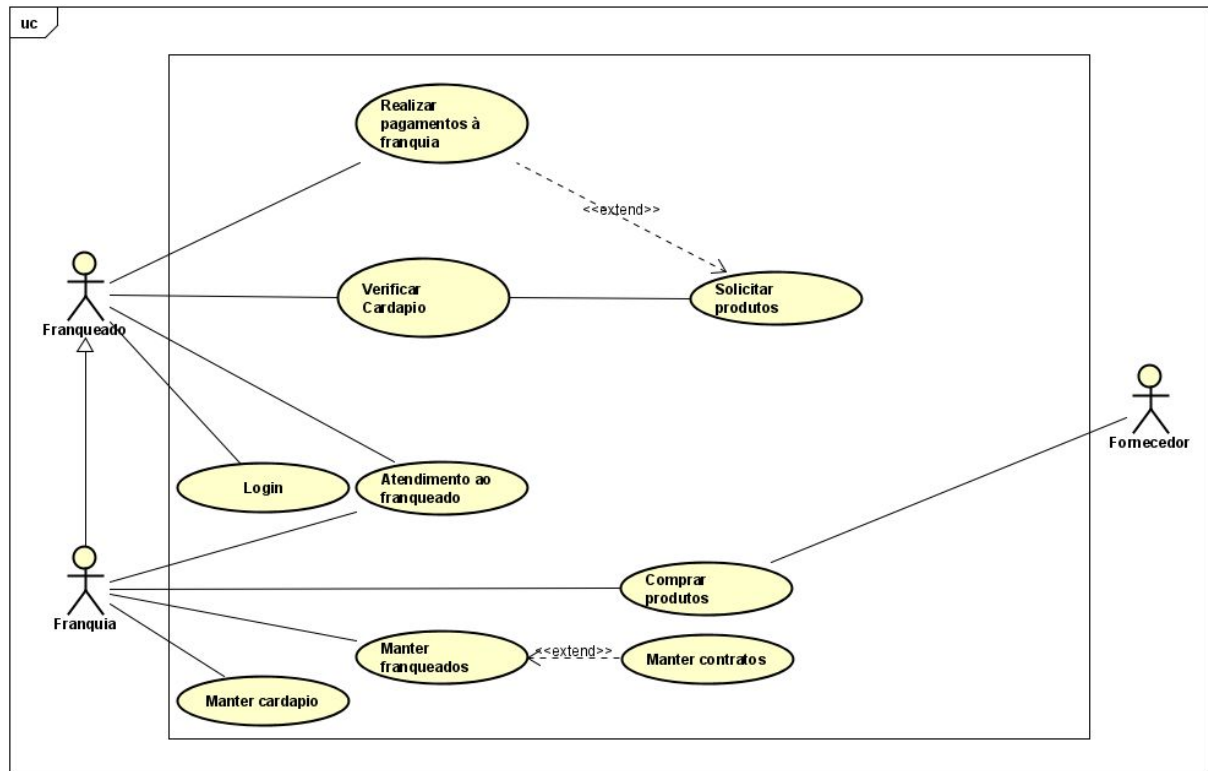 uc
Realizar
pagamentos à
franquia
<<extend>>
Verificar
Cardapio
Solicitar
produtos
Franqueado
Fornecedor
Login
Atendimento ao
franqueado
Franquia
Comprar
produtos
Manter
franqueados
<<extend>>
Manter contratos
Manter cardapio